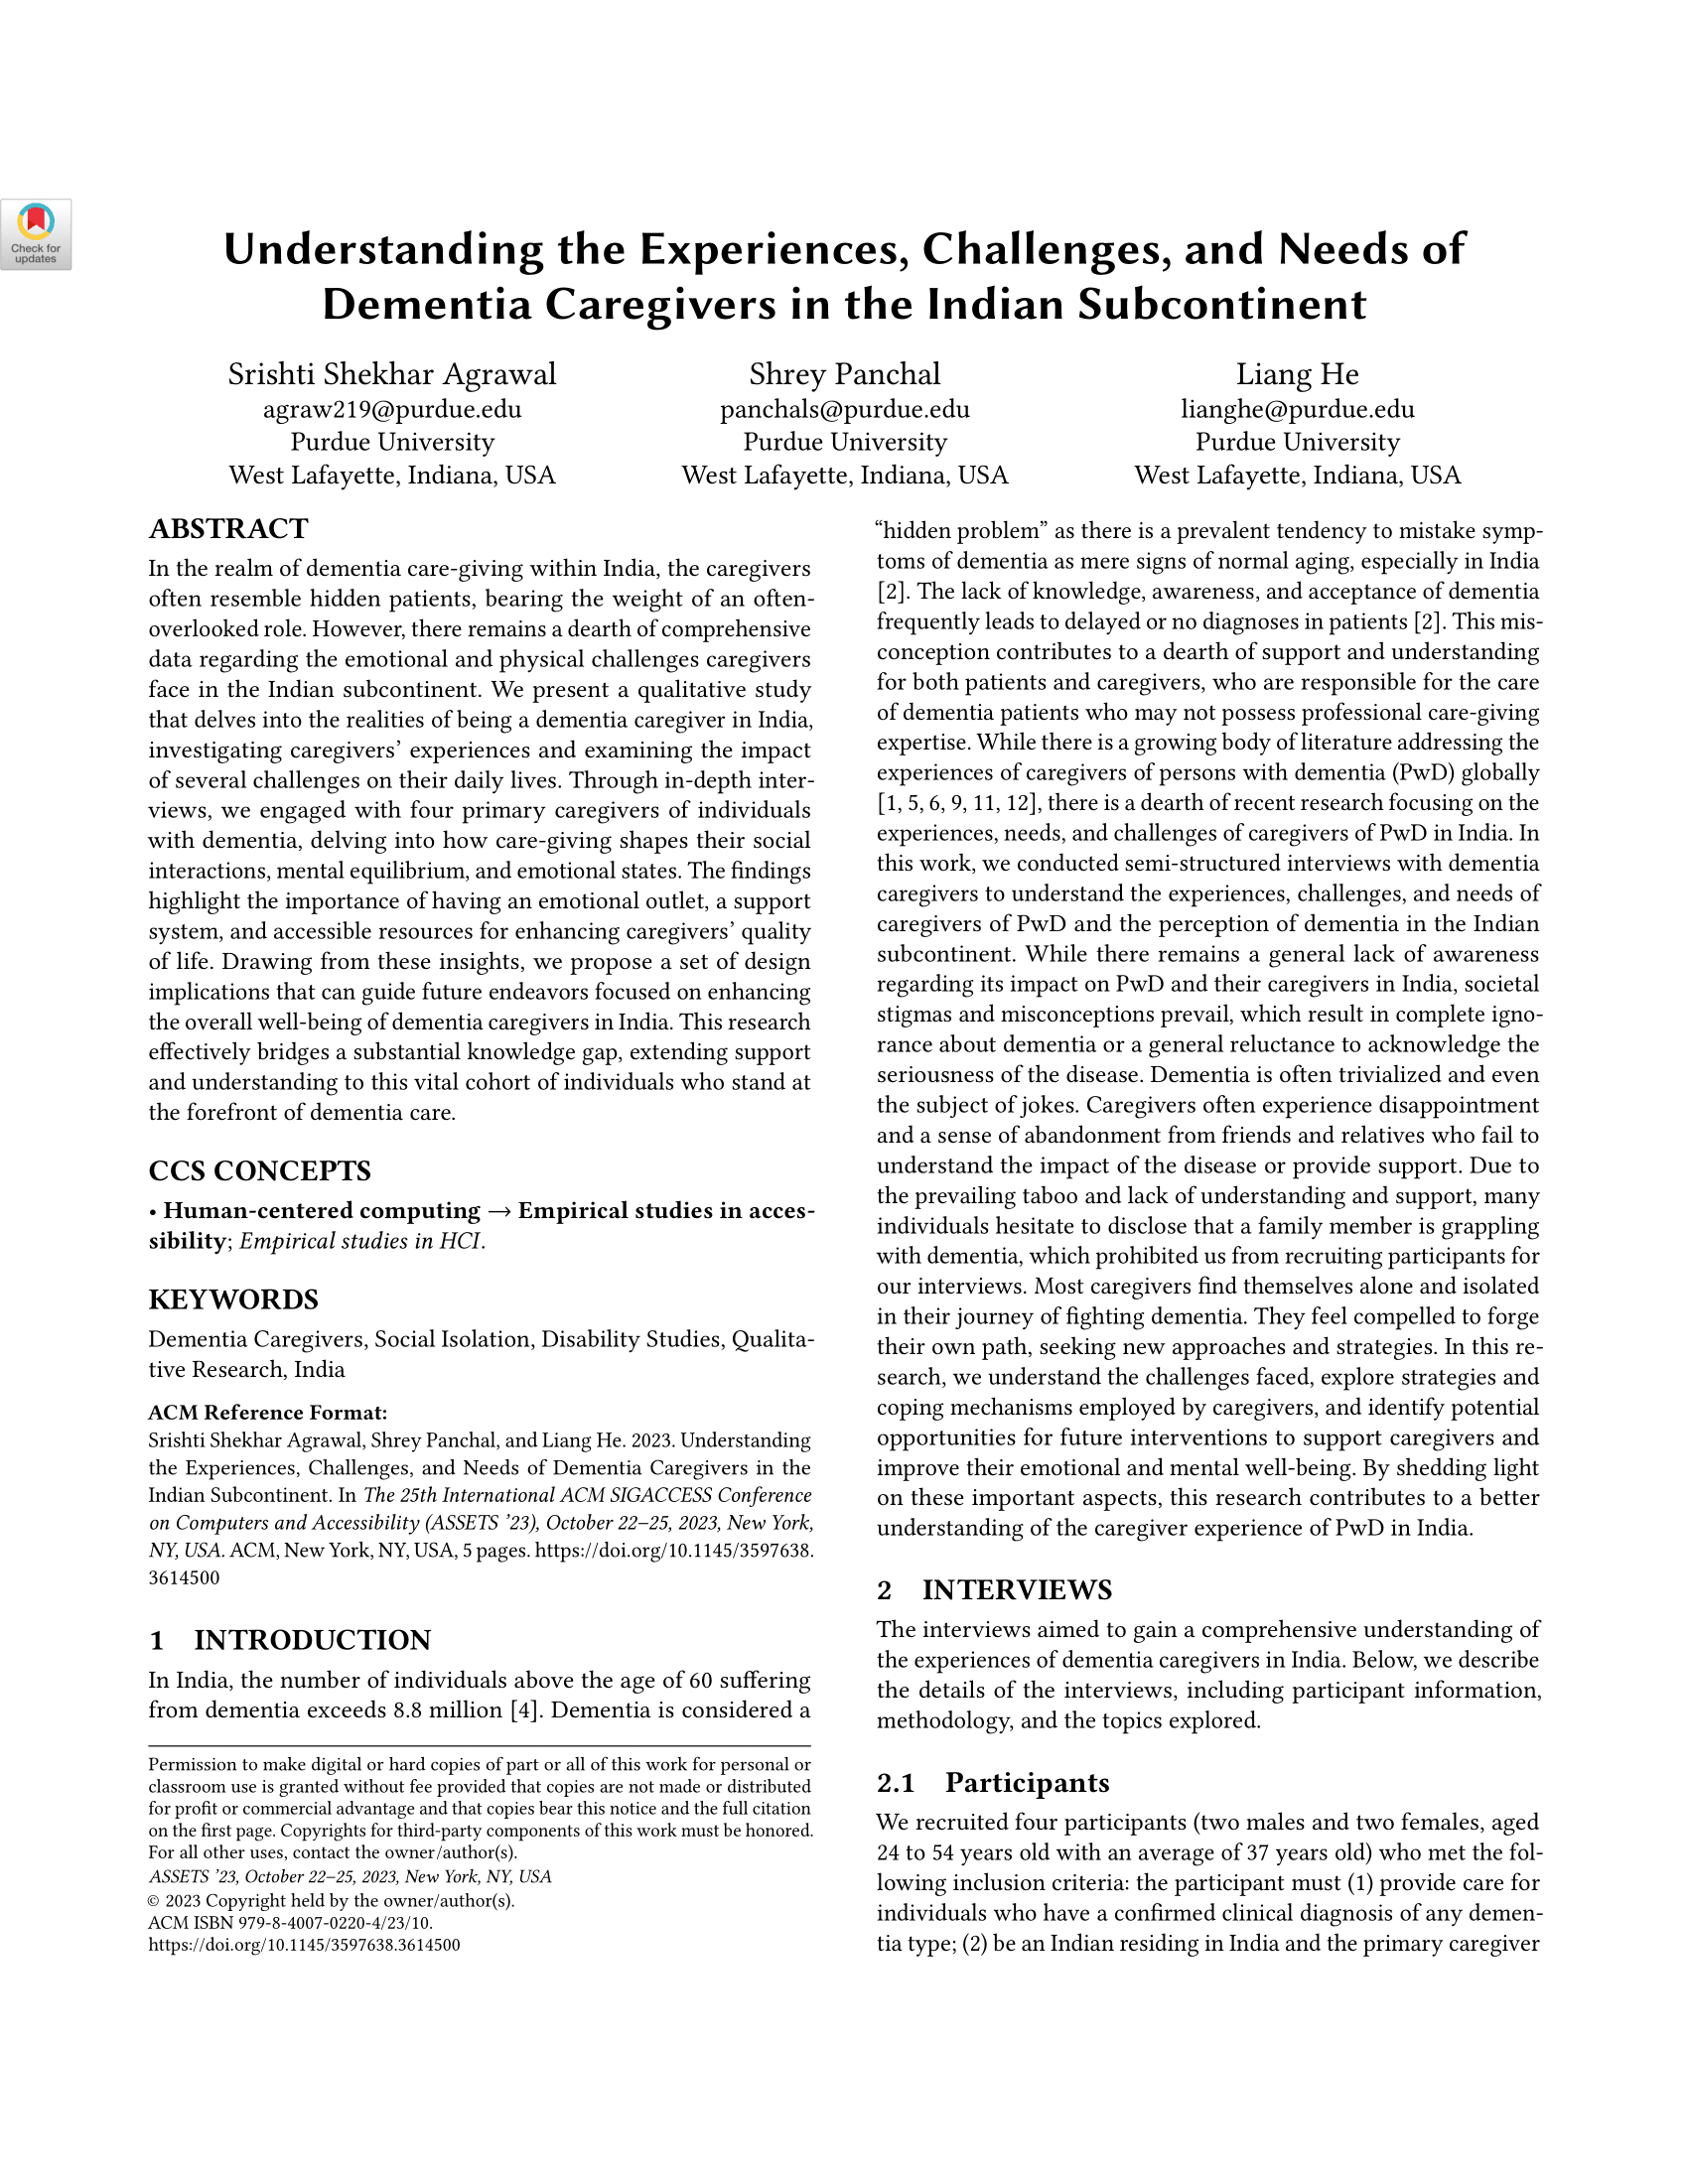 Check for
updates
Understanding the Experiences, Challenges, and Needs of
Dementia Caregivers in the Indian Subcontinent
Srishti Shekhar Agrawal
agraw219@purdue.edu
Purdue University
West Lafayette, Indiana, USA
Shrey Panchal
panchals@purdue.edu
Purdue University
West Lafayette, Indiana, USA
Liang He
lianghe@purdue.edu
Purdue University
West Lafayette, Indiana, USA
ABSTRACT
In the realm of dementia care-giving within India, the caregivers
often resemble hidden patients, bearing the weight of an often-
overlooked role. However, there remains a dearth of comprehensive
data regarding the emotional and physical challenges caregivers
face in the Indian subcontinent. We present a qualitative study
that delves into the realities of being a dementia caregiver in India,
investigating caregivers’ experiences and examining the impact
of several challenges on their daily lives. Through in-depth inter-
views, we engaged with four primary caregivers of individuals
with dementia, delving into how care-giving shapes their social
interactions, mental equilibrium, and emotional states. The findings
highlight the importance of having an emotional outlet, a support
system, and accessible resources for enhancing caregivers’ quality
of life. Drawing from these insights, we propose a set of design
implications that can guide future endeavors focused on enhancing
the overall well-being of dementia caregivers in India. This research
effectively bridges a substantial knowledge gap, extending support
and understanding to this vital cohort of individuals who stand at
the forefront of dementia care.
CCS CONCEPTS
• Human-centered computing → Empirical studies in acces-
sibility; Empirical studies in HCI.
KEYWORDS
Dementia Caregivers, Social Isolation, Disability Studies, Qualita-
tive Research, India
ACM Reference Format:
Srishti Shekhar Agrawal, Shrey Panchal, and Liang He. 2023. Understanding
the Experiences, Challenges, and Needs of Dementia Caregivers in the
Indian Subcontinent. In The 25th International ACM SIGACCESS Conference
on Computers and Accessibility (ASSETS ’23), October 22–25, 2023, New York,
NY, USA. ACM, New York, NY, USA, 5 pages. https://doi.org/10.1145/3597638.
3614500
1 INTRODUCTION
In India, the number of individuals above the age of 60 suffering
from dementia exceeds 8.8 million [4]. Dementia is considered a
Permission to make digital or hard copies of part or all of this work for personal or
classroom use is granted without fee provided that copies are not made or distributed
for profit or commercial advantage and that copies bear this notice and the full citation
on the first page. Copyrights for third-party components of this work must be honored.
For all other uses, contact the owner/author(s).
ASSETS ’23, October 22–25, 2023, New York, NY, USA
© 2023 Copyright held by the owner/author(s).
ACM ISBN 979-8-4007-0220-4/23/10.
https://doi.org/10.1145/3597638.3614500
“hidden problem” as there is a prevalent tendency to mistake symp-
toms of dementia as mere signs of normal aging, especially in India
[2]. The lack of knowledge, awareness, and acceptance of dementia
frequently leads to delayed or no diagnoses in patients [2]. This mis-
conception contributes to a dearth of support and understanding
for both patients and caregivers, who are responsible for the care
of dementia patients who may not possess professional care-giving
expertise. While there is a growing body of literature addressing the
experiences of caregivers of persons with dementia (PwD) globally
[1, 5, 6, 9, 11, 12], there is a dearth of recent research focusing on the
experiences, needs, and challenges of caregivers of PwD in India. In
this work, we conducted semi-structured interviews with dementia
caregivers to understand the experiences, challenges, and needs of
caregivers of PwD and the perception of dementia in the Indian
subcontinent. While there remains a general lack of awareness
regarding its impact on PwD and their caregivers in India, societal
stigmas and misconceptions prevail, which result in complete igno-
rance about dementia or a general reluctance to acknowledge the
seriousness of the disease. Dementia is often trivialized and even
the subject of jokes. Caregivers often experience disappointment
and a sense of abandonment from friends and relatives who fail to
understand the impact of the disease or provide support. Due to
the prevailing taboo and lack of understanding and support, many
individuals hesitate to disclose that a family member is grappling
with dementia, which prohibited us from recruiting participants for
our interviews. Most caregivers find themselves alone and isolated
in their journey of fighting dementia. They feel compelled to forge
their own path, seeking new approaches and strategies. In this re-
search, we understand the challenges faced, explore strategies and
coping mechanisms employed by caregivers, and identify potential
opportunities for future interventions to support caregivers and
improve their emotional and mental well-being. By shedding light
on these important aspects, this research contributes to a better
understanding of the caregiver experience of PwD in India.
2 INTERVIEWS
The interviews aimed to gain a comprehensive understanding of
the experiences of dementia caregivers in India. Below, we describe
the details of the interviews, including participant information,
methodology, and the topics explored.
2.1 Participants
We recruited four participants (two males and two females, aged
24 to 54 years old with an average of 37 years old) who met the fol-
lowing inclusion criteria: the participant must (1) provide care for
individuals who have a confirmed clinical diagnosis of any demen-
tia type; (2) be an Indian residing in India and the primary caregiver